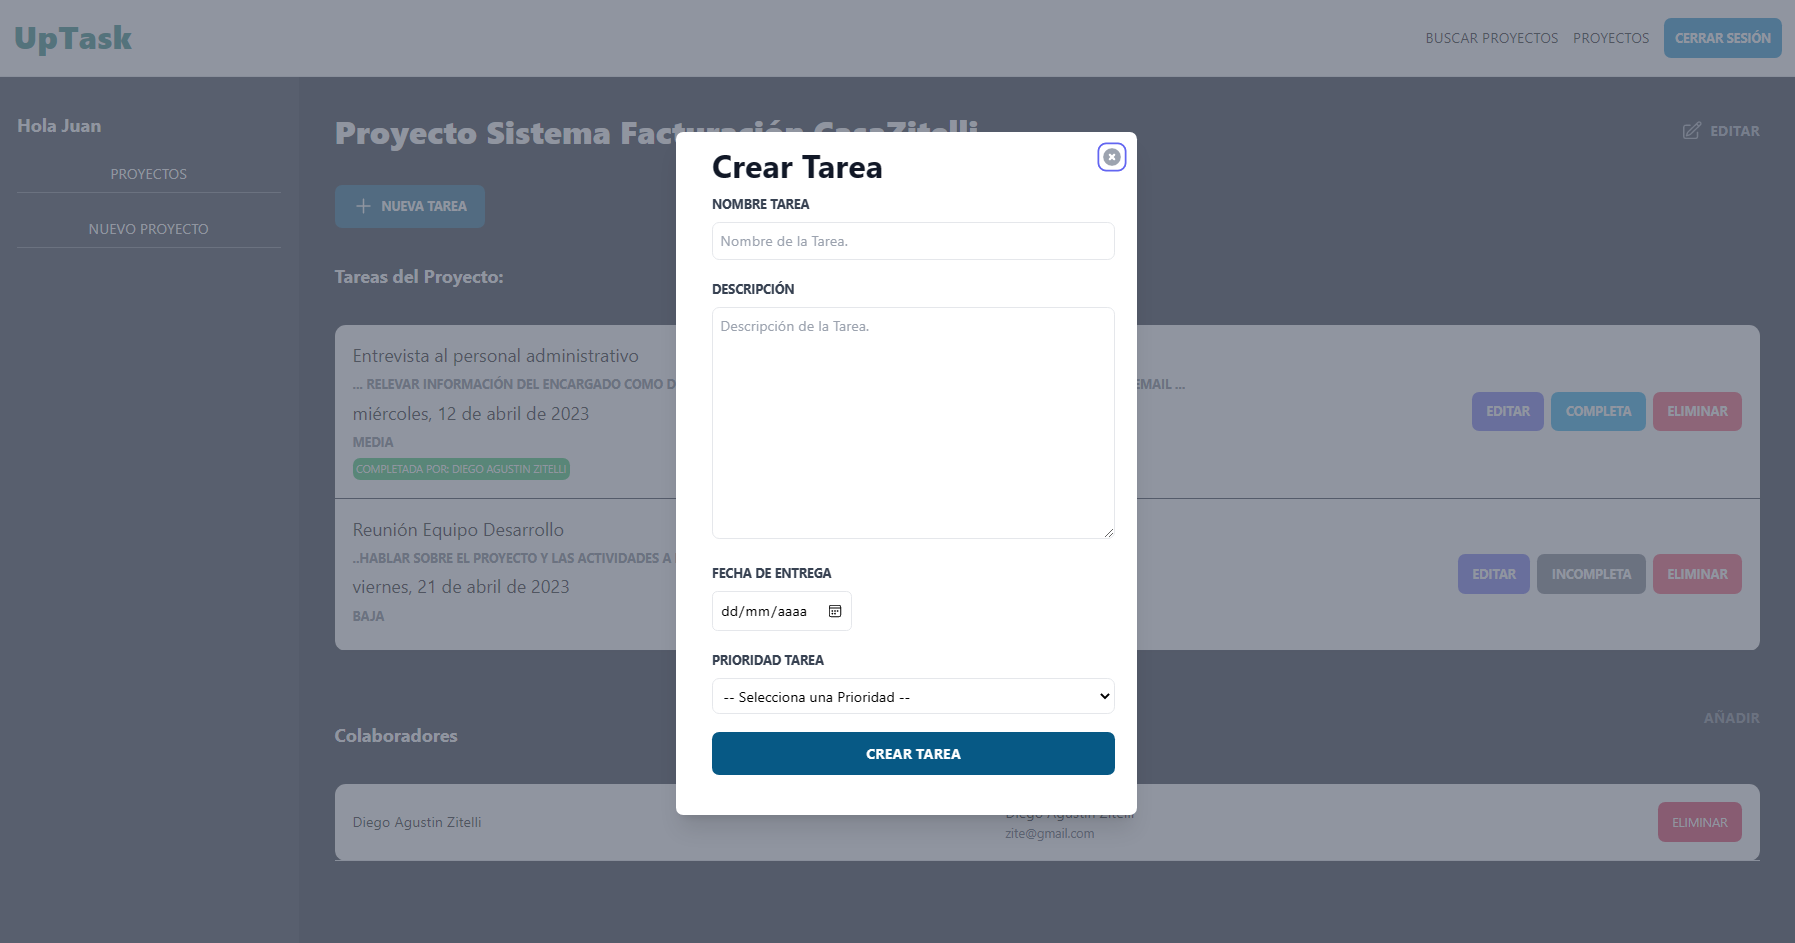 UpTask
BUSCAR PROYECTOS
PROYECTOS
CERRAR SESIÓN
Hola Juan
PROYECTOS
NUEVO PROYECTO
Proyecto Sistema Facturación CasaZitelli
EDITAR
NUEVA TAREA
Tareas del Proyecto:
Entrevista al personal administrativo
... RELEVAR INFORMACIÓN DEL ENCARGADO COMO D
EMAIL ...
miércoles, 12 de abril de 2023
MEDIA
COMPLETADA POR: DIEGO AGUSTIN ZITELLI
EDITAR
COMPLETA
ELIMINAR
Reunión Equipo Desarrollo
..HABLAR SOBRE EL PROYECTO Y LAS ACTIVIDADES A
viernes, 21 de abril de 2023
BAJA
EDITAR
INCOMPLETA
ELIMINAR
Colaboradores
AÑADIR
Diego Agustin Zitelli
Diego Agustin Zitelli
zite@gmail.com
ELIMINAR
Crear Tarea
NOMBRE TAREA
Nombre de la Tarea.
DESCRIPCIÓN
Descripción de la Tarea.
FECHA DE ENTREGA
dd/mm/aaaa
PRIORIDAD TAREA
-- Selecciona una Prioridad --
CREAR TAREA